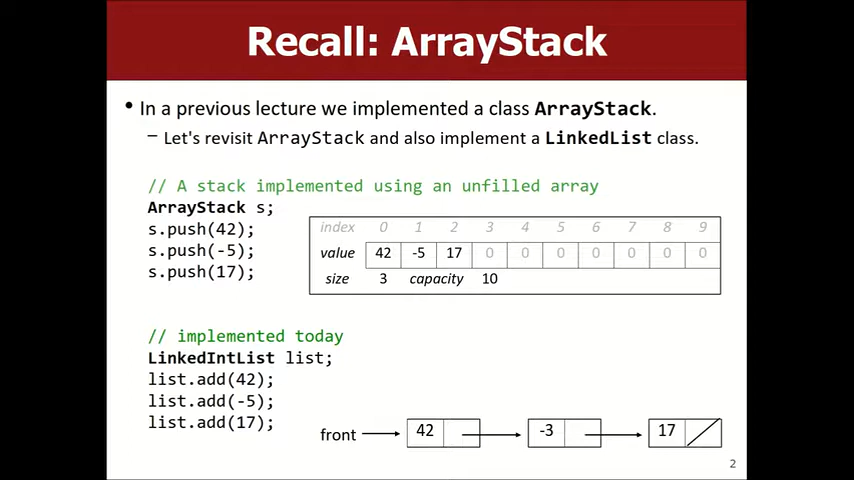 Recall: ArrayStack
• In a previous lecture we implemented a class ArrayStack.
– Let's revisit ArrayStack and also implement a LinkedList class.
// A stack implemented using an unfilled array
ArrayStack s;
s.push(42);
s.push(-5);
s.push(17);
index 0 1 2 3 4 5 6 7 8 9
value 42 -5 17 0 0 0 0 0 0 0
size 3 capacity 10
// implemented today
LinkedIntList list;
list.add(42);
list.add(-5);
list.add(17);
front 42 -3 17
2